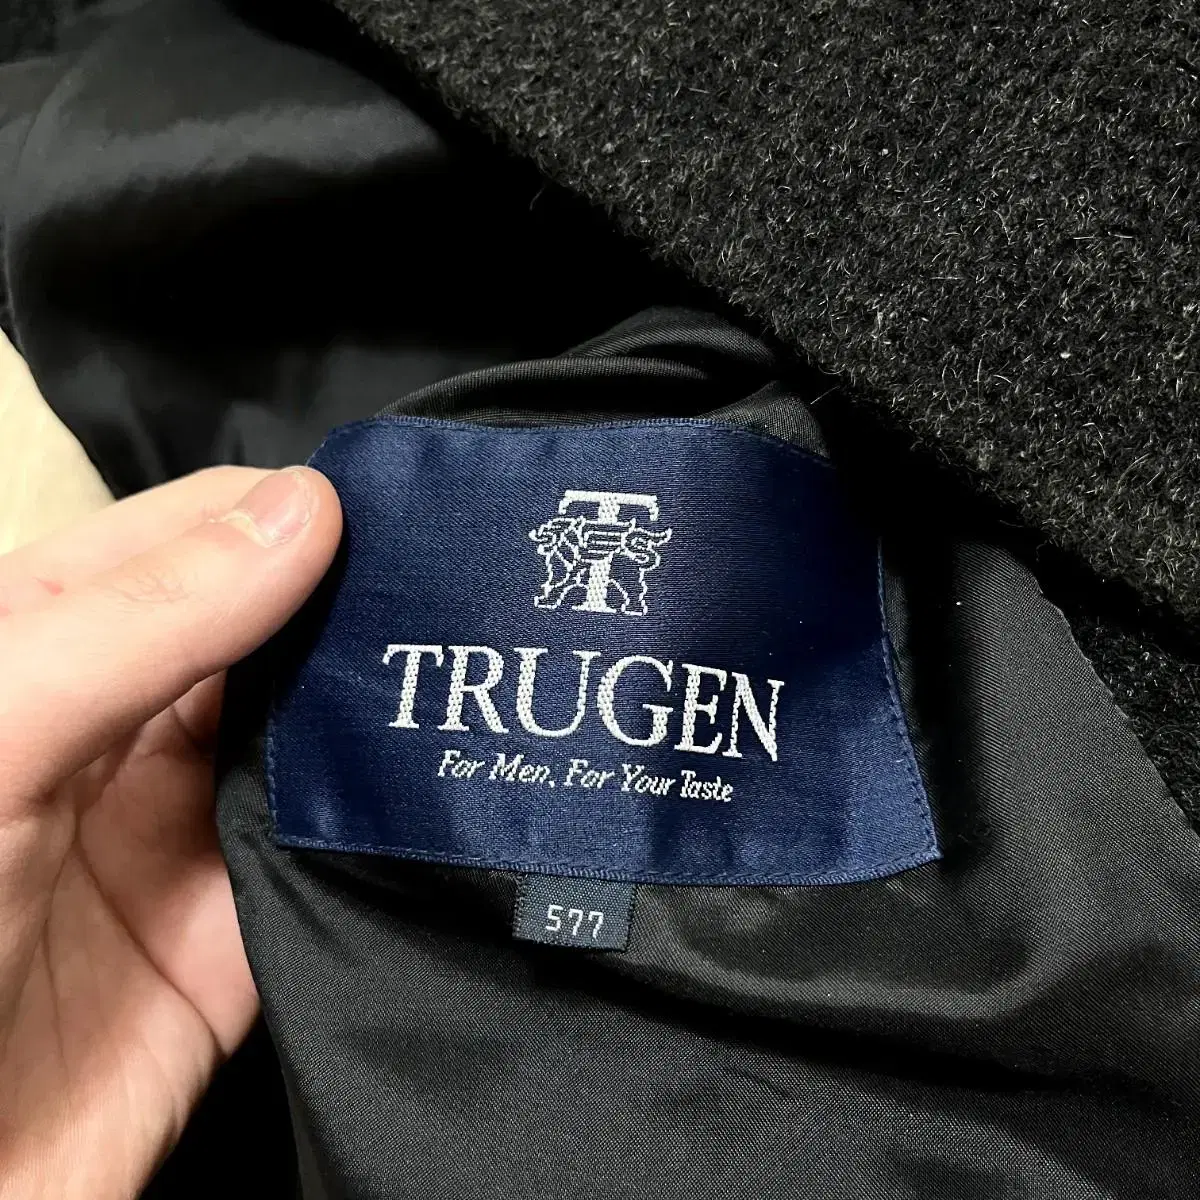 T
TRUGEN
For Men, For Your Taste
577